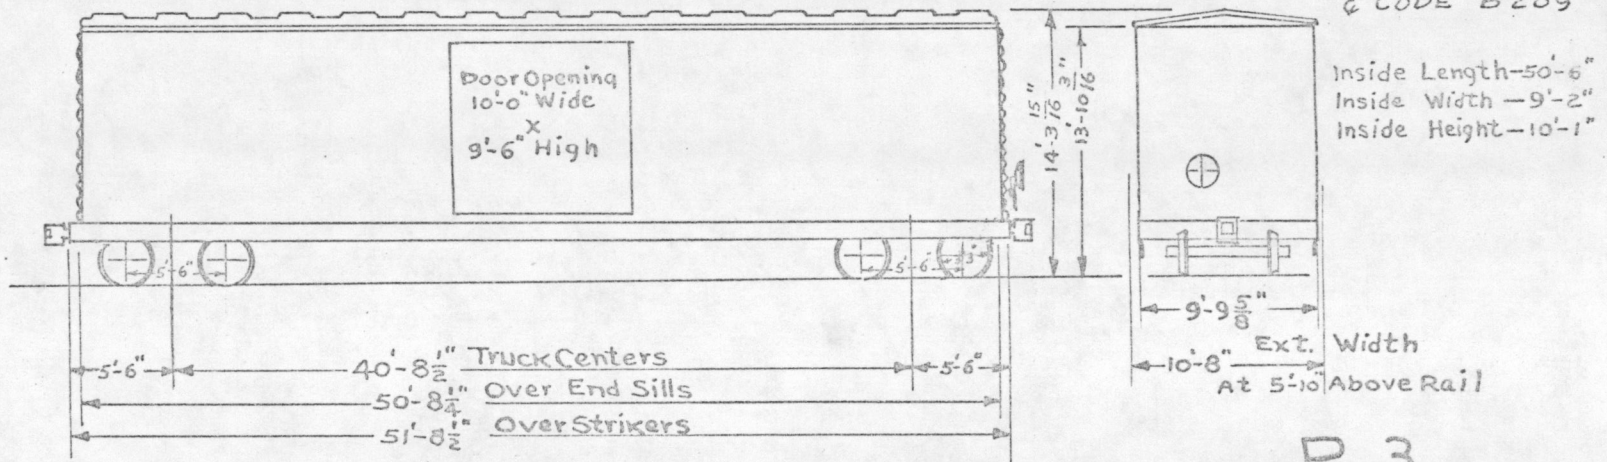 & CODE B209
Door Opening
10'-0" Wide
X
9'-6" High
14'-3 15/16"
13'-10 3/16"
Inside Length-50'-6"
Inside Width-9'-2"
Inside Height-10'-1"
5'-6"
5'-6"
9'-9 5/8"
Ext. Width
10'-8"
At 5'-10" Above Rail
5'-6"
40'-8 1/2" Truck Centers
5'-6"
50'-8 1/4" Over End Sills
51'-8 1/2" Over Strikers